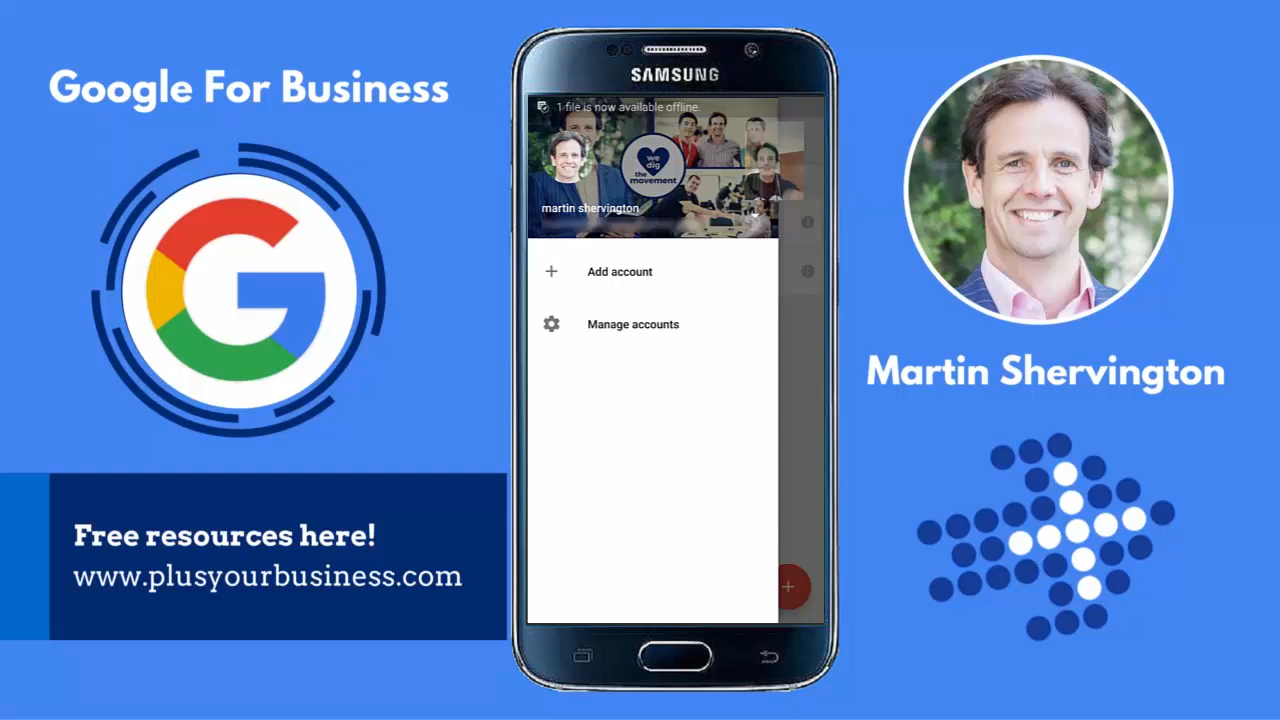 Google For Business
Free resources here!
www.plusyourbusiness.com
SAMSUNG
1 file is now available offline.
we
dig
the
movement
martin shervington
Add account
Manage accounts
Martin Shervington